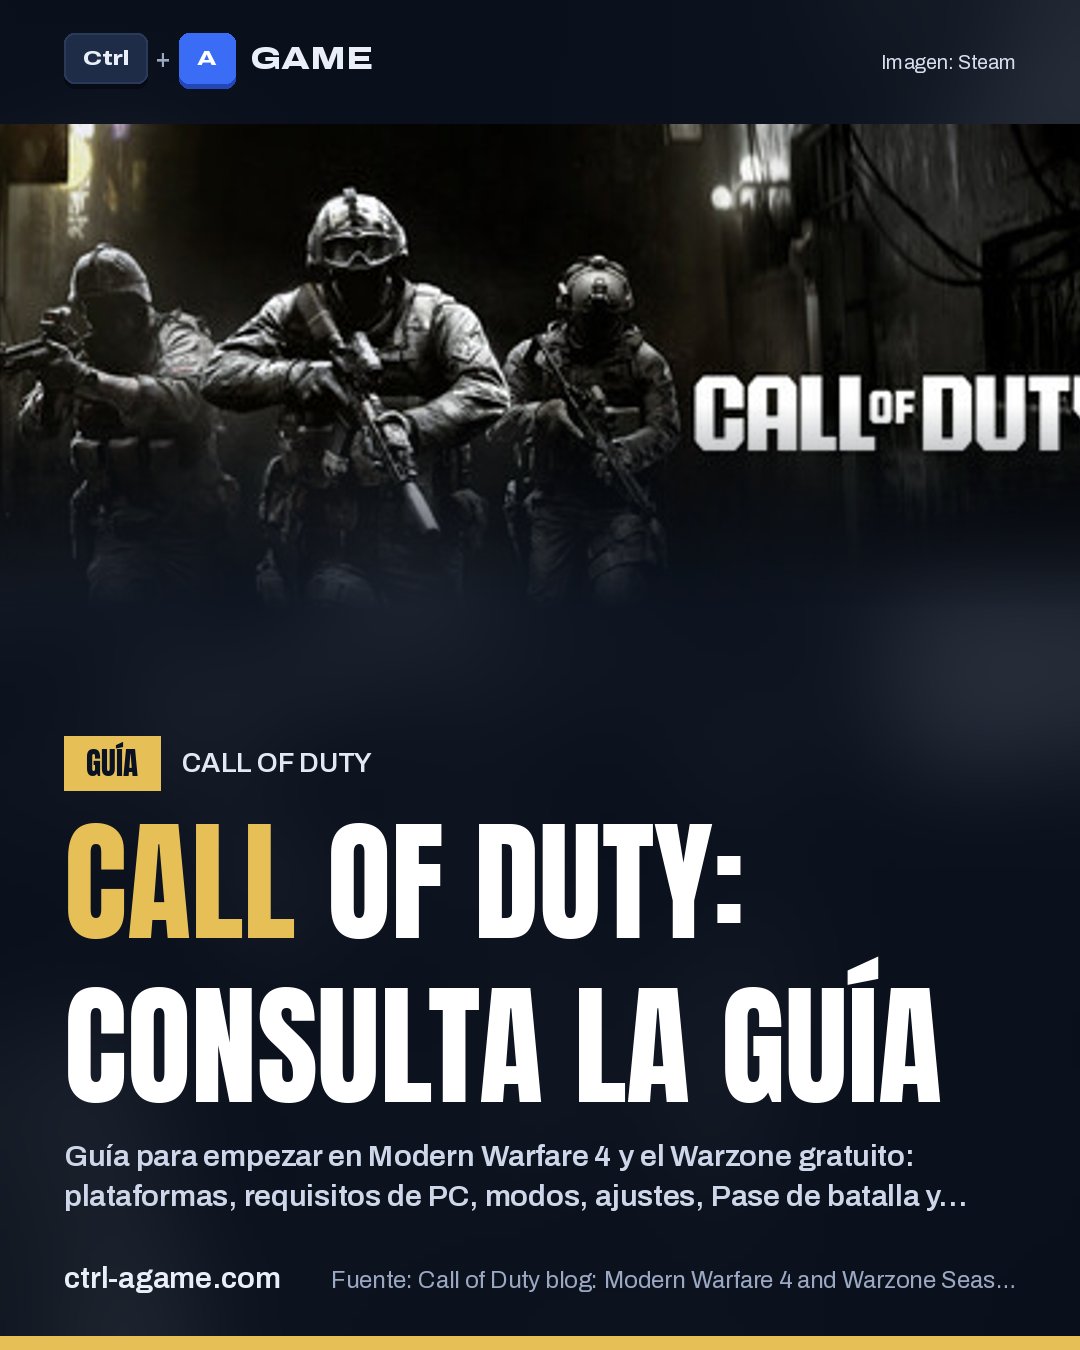 Ctrl + A GAME
Imagen: Steam
CALL OF DUTY
GUÍA CALL OF DUTY
CALL OF DUTY:
CONSULTA LA GUÍA
Guía para empezar en Modern Warfare 4 y el Warzone gratuito:
plataformas, requisitos de PC, modos, ajustes, Pase de batalla y...
ctrl-agame.com Fuente: Call of Duty blog: Modern Warfare 4 and Warzone Seas...